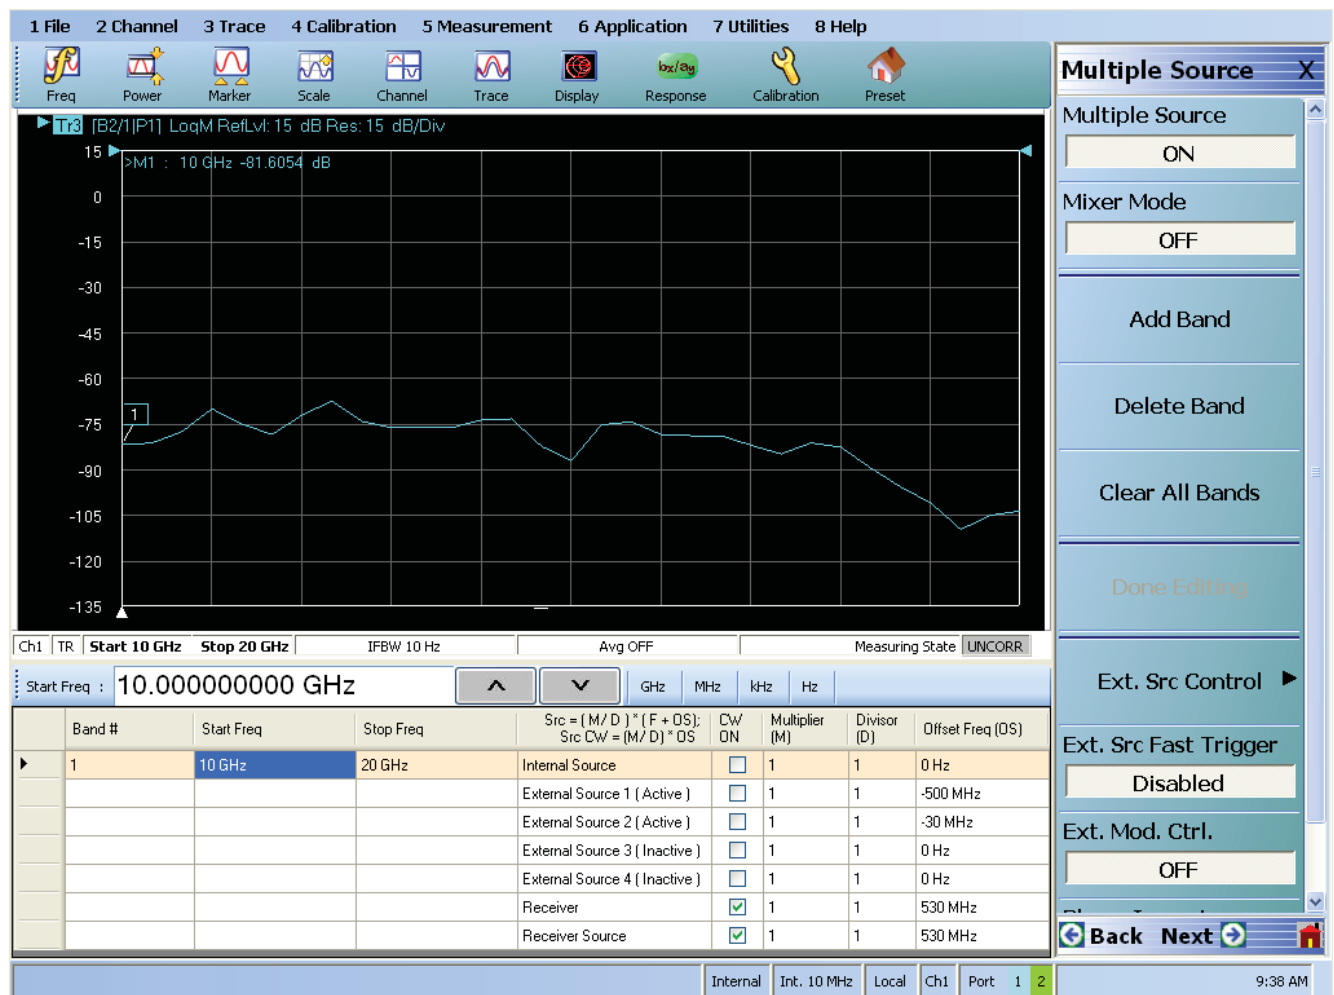 1 File 2 Channel 3 Trace 4 Calibration 5 Measurement 6 Application 7 Utilities 8 Help
Freq Power Marker Scale Channel Trace Display bx/ay Response Calibration Preset
Tr3 [B2/1|P1] LogM RefLvl: 15 dB Res: 15 dB/Div
>M1 : 10 GHz -81.6054 dB
15
0
-15
-30
-45
-60
-75
-90
-105
-120
-135
1
Ch1 TR Start 10 GHz Stop 20 GHz IFBW 10 Hz Avg OFF Measuring State UNCORR
Start Freq : 10.000000000 GHz GHz MHz kHz Hz
Band # Start Freq Stop Freq Src = ( M / D ) * ( F + OS); CW Multiplier Divisor Offset Freq (OS)
Src CW = (M/ D) * OS ON (M) (D)
1 10 GHz 20 GHz Internal Source 1 1 0 Hz
External Source 1 ( Active ) 1 1 -500 MHz
External Source 2 ( Active ) 1 1 -30 MHz
External Source 3 ( Inactive ) 1 1 0 Hz
External Source 4 ( Inactive ) 1 1 0 Hz
Receiver 1 1 530 MHz
Receiver Source 1 1 530 MHz
Multiple Source X
Multiple Source
ON
Mixer Mode
OFF
Add Band
Delete Band
Clear All Bands
Done Editing
Ext. Src Control
Ext. Src Fast Trigger
Disabled
Ext. Mod. Ctrl.
OFF
Back Next
Internal Int. 10 MHz Local Ch1 Port 1 2 9:38 AM